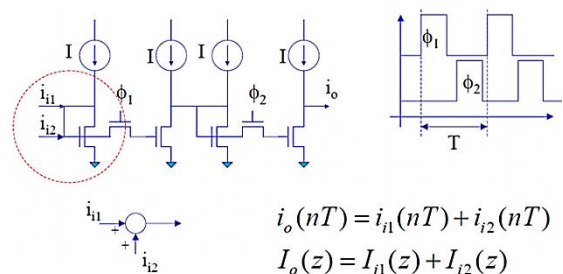 I I I I
ϕ₁
i_i1
ϕ₁ ϕ₂ i_o
i_i2
ϕ₂
T
i_i1
+
+
i_i2
i_o(nT) = i_i1(nT) + i_i2(nT)
I_o(z) = I_i1(z) + I_i2(z)